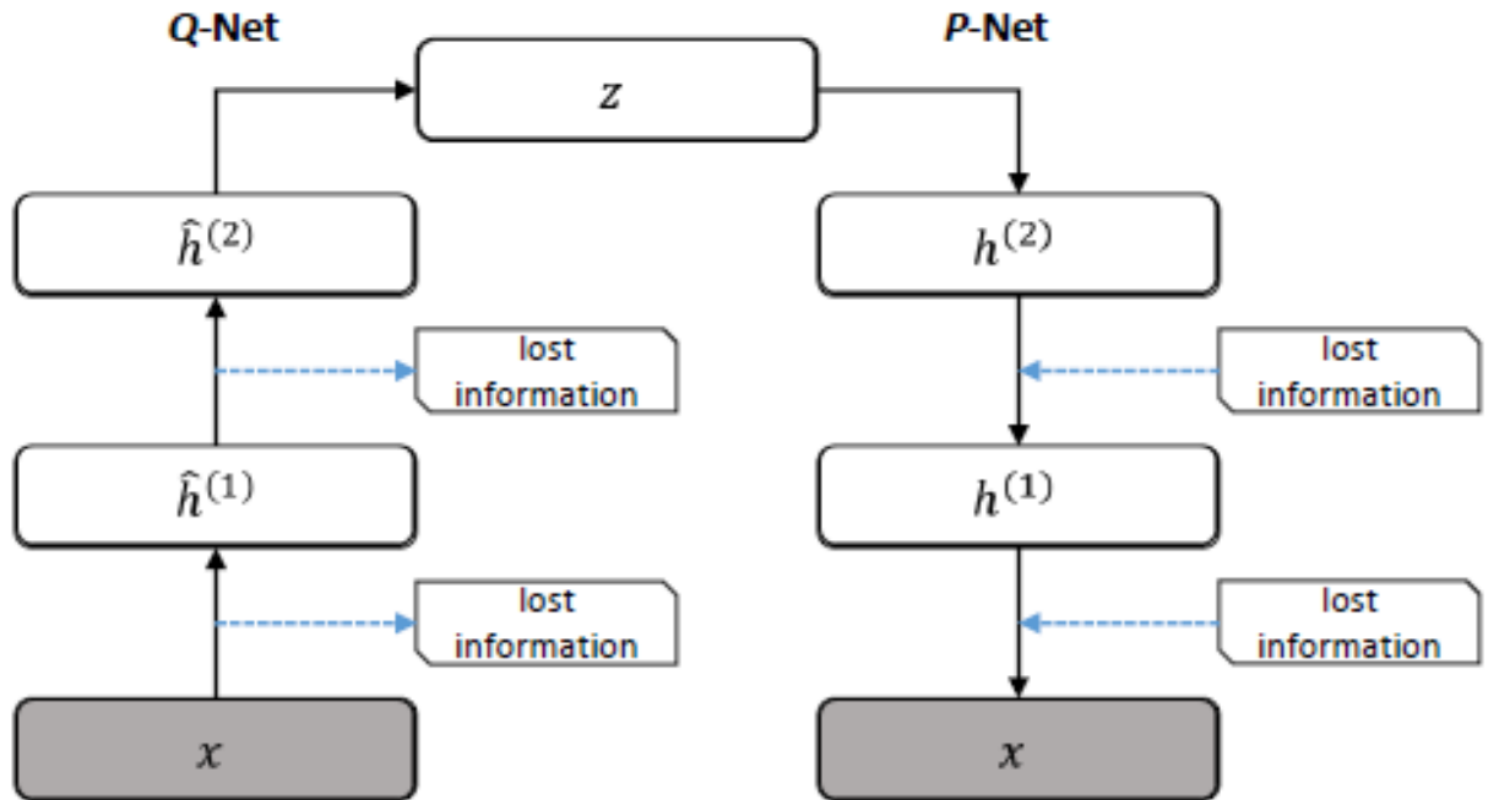 Q-Net
P-Net
z
ĥ⁽²⁾
h⁽²⁾
lost
information
lost
information
ĥ⁽¹⁾
h⁽¹⁾
lost
information
lost
information
x
x